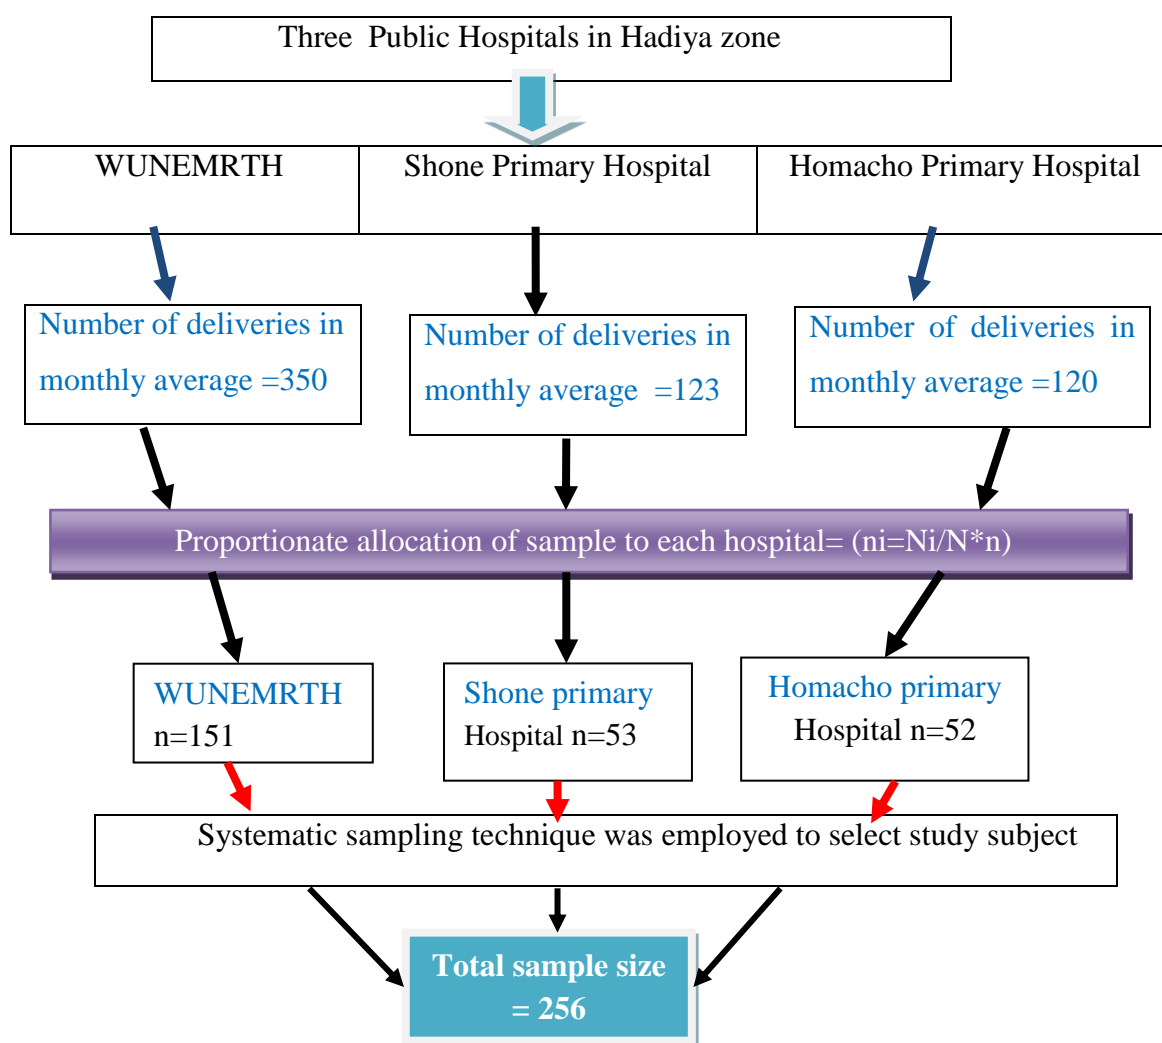 Three Public Hospitals in Hadiya zone
WUNEMRTH
Shone Primary Hospital
Homacho Primary Hospital
Number of deliveries in
monthly average =350
Number of deliveries in
monthly average =123
Number of deliveries in
monthly average =120
Proportionate allocation of sample to each hospital= (ni=Ni/N*n)
WUNEMRTH
n=151
Shone primary
Hospital n=53
Homacho primary
Hospital n=52
Systematic sampling technique was employed to select study subject
Total sample size
= 256